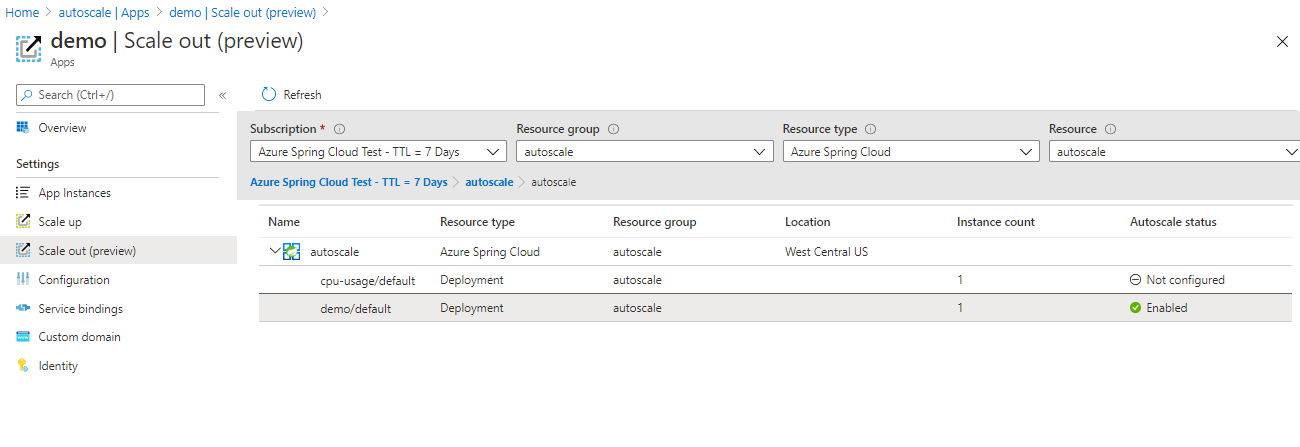 Home > autoscale | Apps > demo | Scale out (preview) >
demo | Scale out (preview)
Apps
Search (Ctrl+/)
«
Refresh
Overview
Settings
App Instances
Scale up
Scale out (preview)
Configuration
Service bindings
Custom domain
Identity
Subscription * Resource group Resource type Resource
Azure Spring Cloud Test - TTL = 7 Days autoscale Azure Spring Cloud autoscale
Azure Spring Cloud Test - TTL = 7 Days > autoscale > autoscale
Name Resource type Resource group Location Instance count Autoscale status
autoscale Azure Spring Cloud autoscale West Central US
cpu-usage/default Deployment autoscale 1 Not configured
demo/default Deployment autoscale 1 Enabled